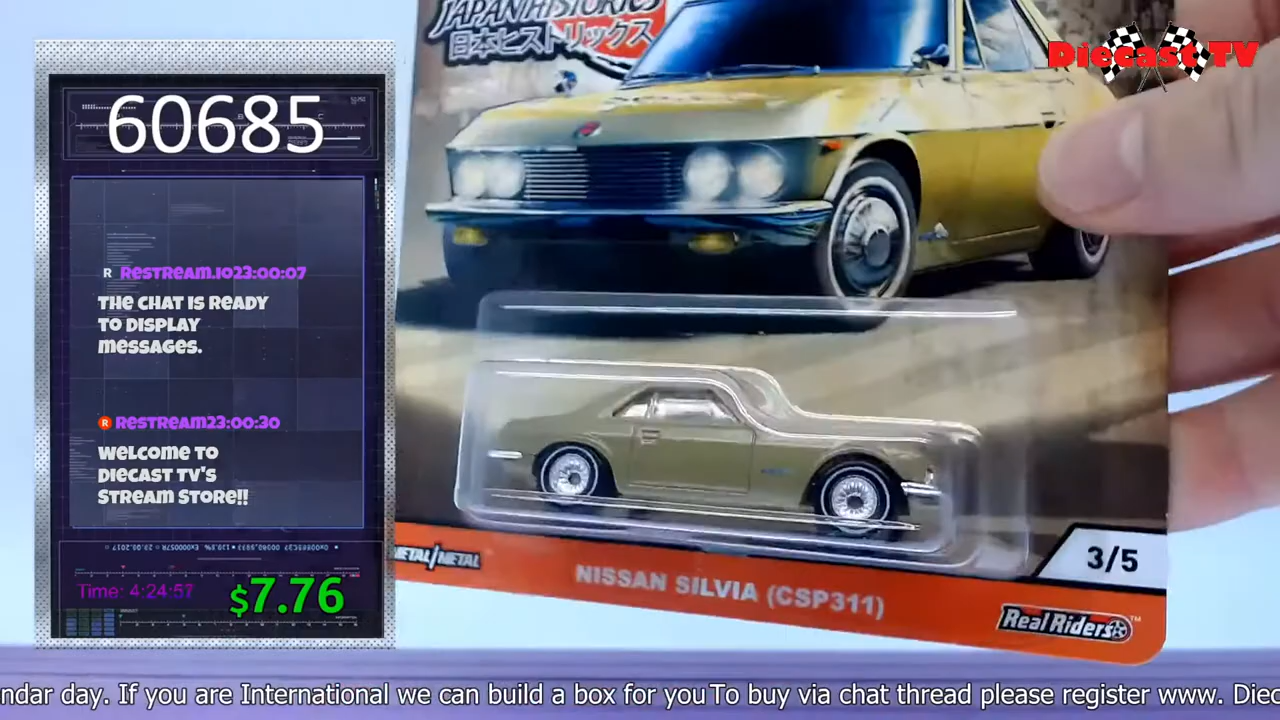 JAPAN HISTORICS
日本ヒストリックス
Diecast TV
60685
R Restream.io23:00:07
THE CHAT IS READY
TO DISPLAY
MESSAGES.
R Restream23:00:30
WELCOME TO
DIECAST TV'S
STREAM STORE!!
Time: 4:24:57
$7.76
METAL/METAL
NISSAN SILVIA (CSP311)
3/5
Real Riders™
ndar day. If you are International we can build a box for youTo buy via chat thread please register www. Diec